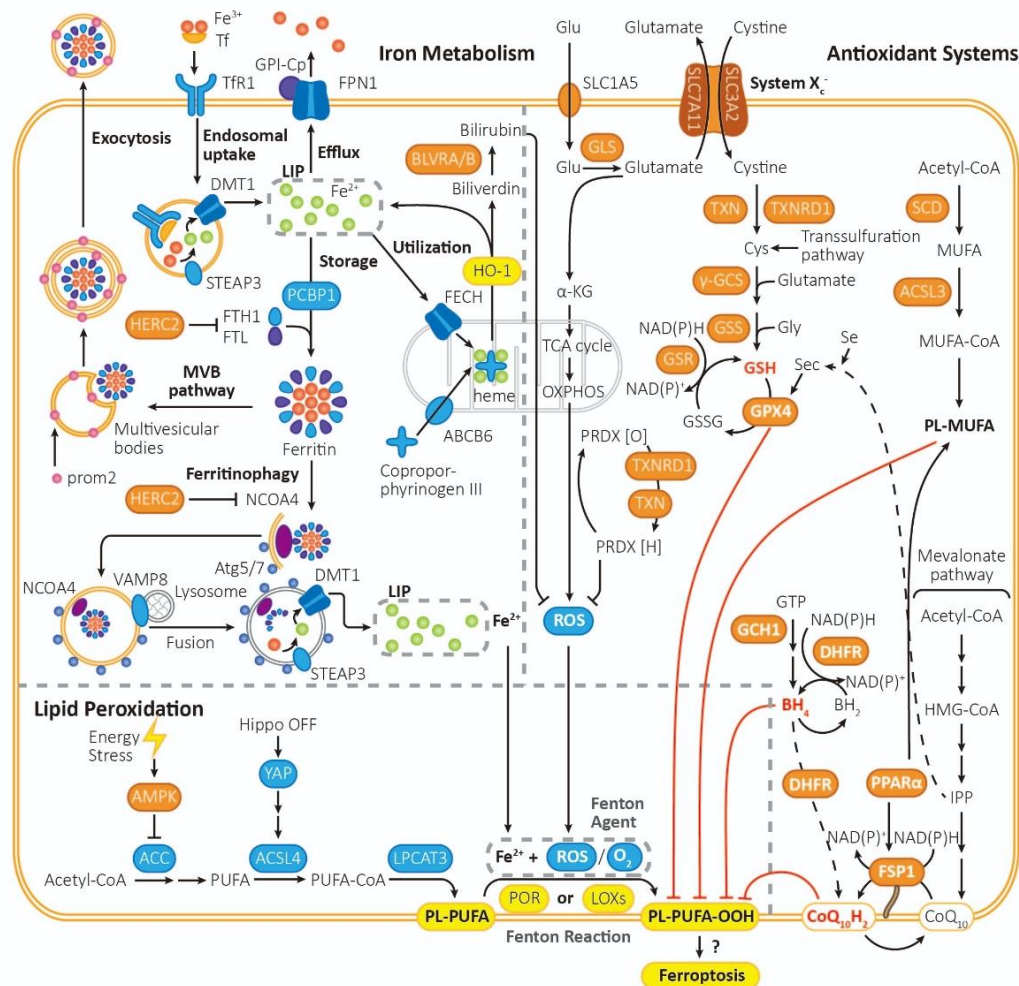 Iron Metabolism
Fe³⁺
Tf
TfR1
GPI-Cp
FPN1
Exocytosis
Endosomal
uptake
Efflux
DMT1
LIP
Fe²⁺
STEAP3
Storage
PCBP1
HERC2
FTH1
FTL
Utilization
FECH
HO-1
BLVRA/B
Bilirubin
Biliverdin
heme
ABCB6
Copropor-
phyrinogen III
MVB
pathway
Multivesicular
bodies
prom2
Ferritin
Ferritinophagy
HERC2
NCOA4
Atg5/7
NCOA4
VAMP8
Lysosome
Fusion
DMT1
STEAP3
LIP
Fe²⁺
Antioxidant Systems
Glu
SLC1A5
Glu
GLS
Glutamate
Glutamate
Cystine
SLC7A11
SLC3A2
System Xc⁻
Cystine
TXN
TXNRD1
Cys
Transsulfuration
pathway
γ-GCS
Glutamate
GSS
Gly
NAD(P)H
GSR
NAD(P)⁺
GSH
GSSG
GPX4
Sec
Se
α-KG
TCA cycle
OXPHOS
PRDX [O]
TXNRD1
TXN
PRDX [H]
ROS
Acetyl-CoA
SCD
MUFA
ACSL3
MUFA-CoA
PL-MUFA
Mevalonate
pathway
Acetyl-CoA
HMG-CoA
IPP
GTP
GCH1
NAD(P)H
DHFR
NAD(P)⁺
BH₄
BH₂
DHFR
PPARα
NAD(P)⁺
NAD(P)H
FSP1
CoQ₁₀H₂
CoQ₁₀
Lipid Peroxidation
Energy
Stress
AMPK
ACC
Hippo OFF
YAP
ACSL4
LPCAT3
Acetyl-CoA
PUFA
PUFA-CoA
PL-PUFA
Fenton
Agent
Fe²⁺ + ROS / O₂
POR or LOXs
Fenton Reaction
PL-PUFA-OOH
?
Ferroptosis